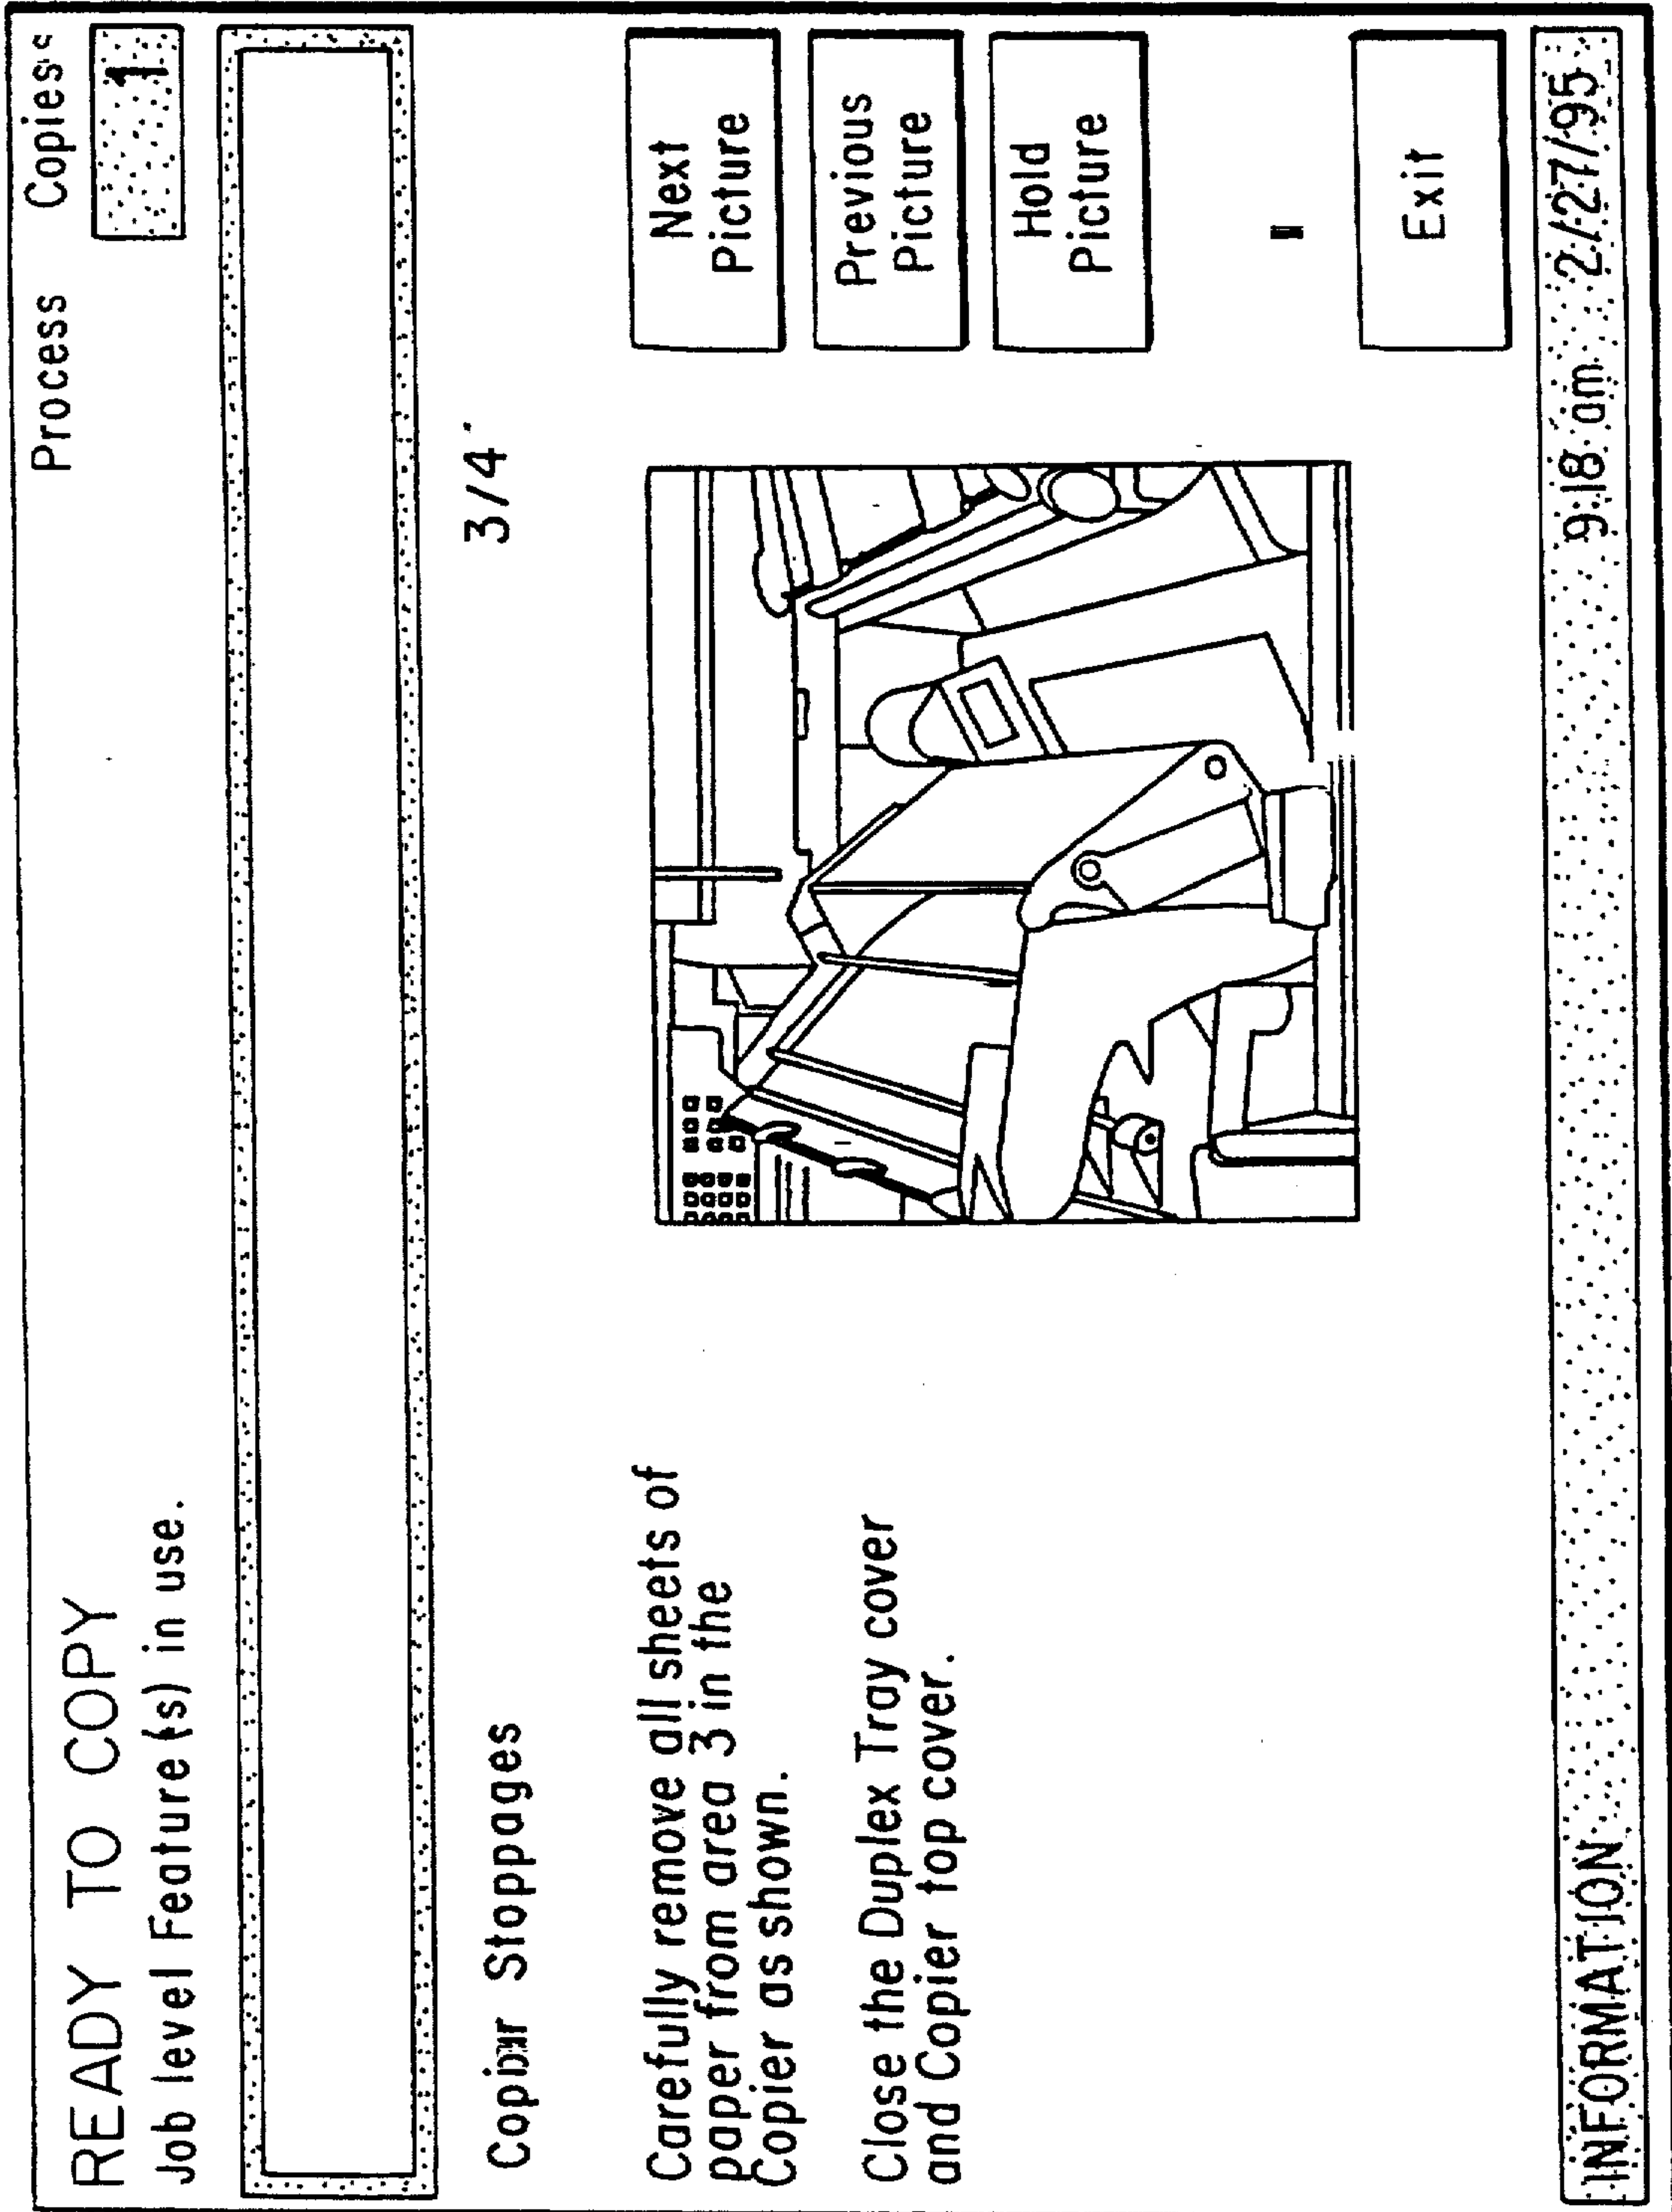 READY TO COPY
Process Copies
Job level Feature(s) in use.
1
Copier Stoppages
3/4
Carefully remove all sheets of
paper from area 3 in the
Copier as shown.
Close the Duplex Tray cover
and Copier top cover.
Next
Picture
Previous
Picture
Hold
Picture
Exit
INFORMATION 9:18 am 2/27/95